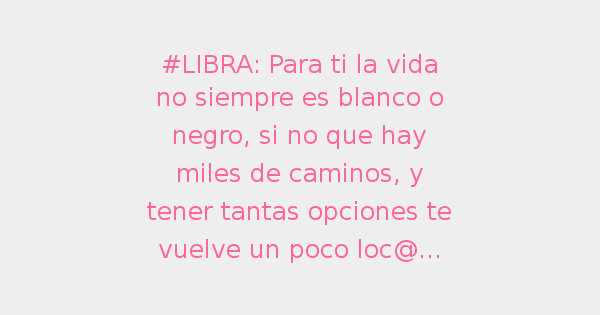 #LIBRA: Para ti la vida
no siempre es blanco o
negro, si no que hay
miles de caminos, y
tener tantas opciones te
vuelve un poco loc@...